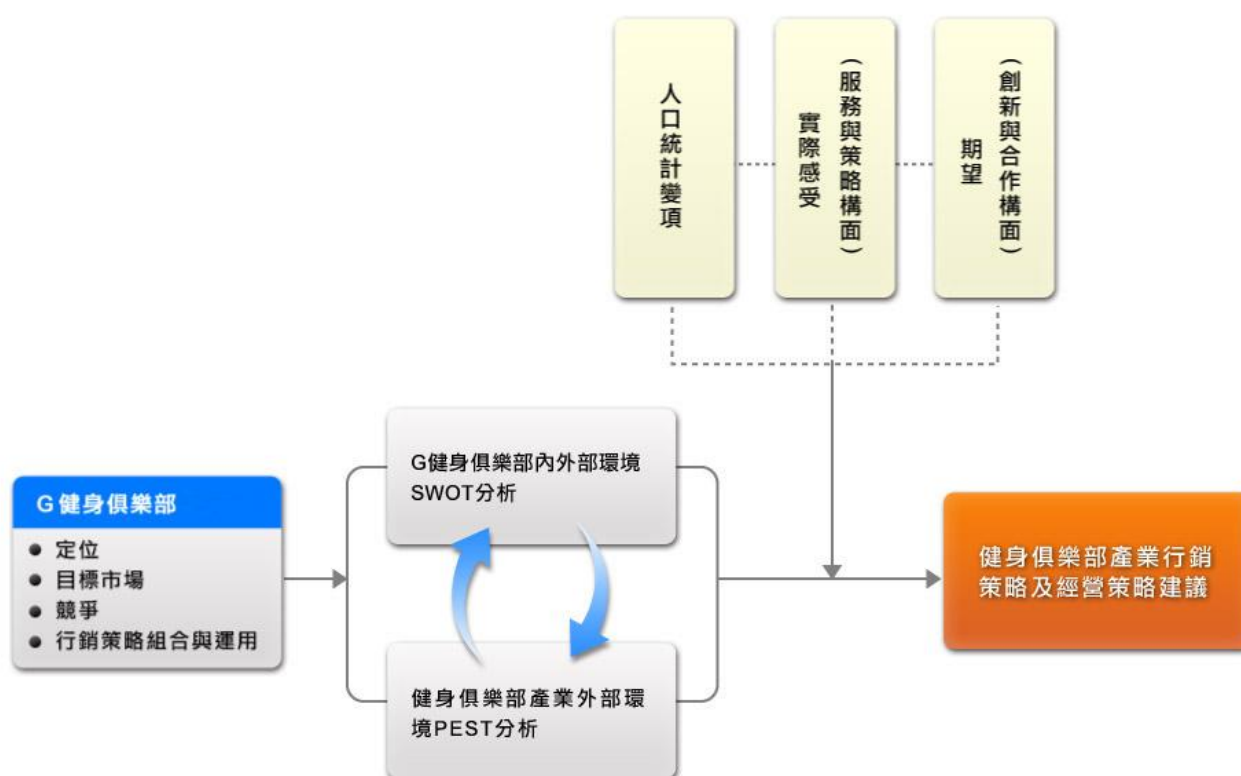 人口統計變項
(服務與策略構面)
實際感受
(創新與合作構面)
期望
G健身俱樂部
● 定位
● 目標市場
● 競爭
● 行銷策略組合與運用
G健身俱樂部內外部環境
SWOT分析
健身俱樂部產業外部環
境PEST分析
健身俱樂部產業行銷
策略及經營策略建議